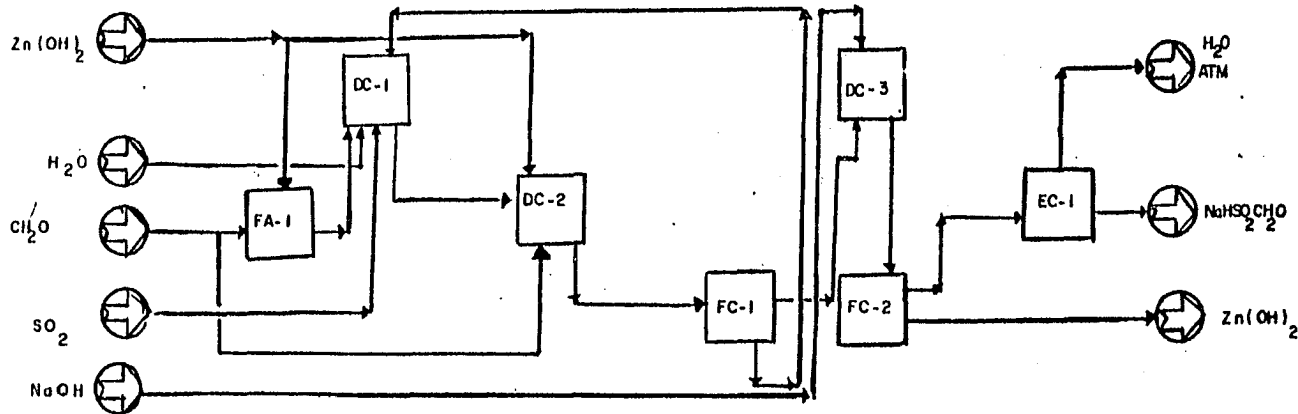 Zn(OH)2
H2O
CH2O
SO2
NaOH
DC-1
FA-1
DC-2
FC-1
DC-3
FC-2
EC-1
H2O
ATM
NaHSO2CH2O
Zn(OH)2